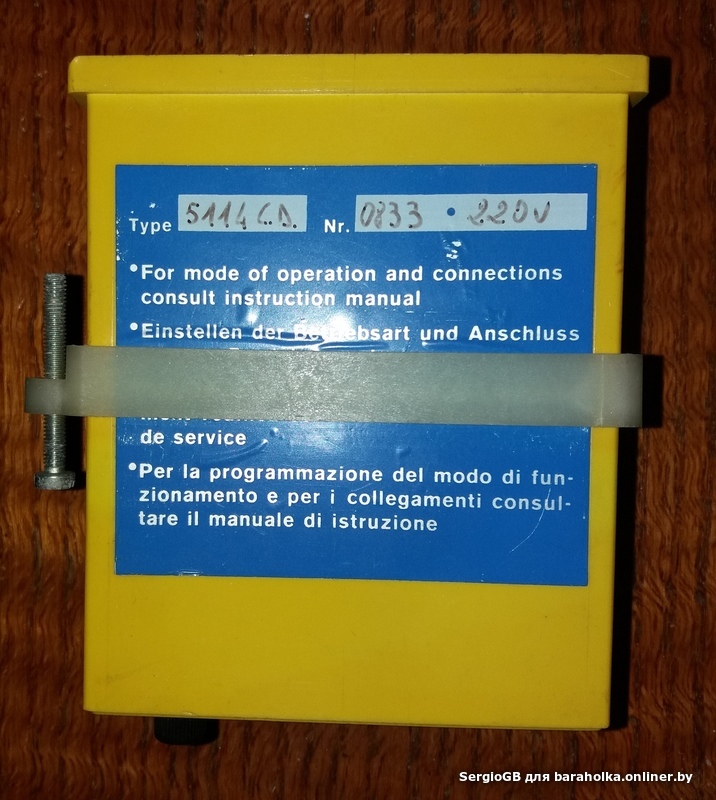 Type 5114 C.D. Nr. 0833 • 220V
•For mode of operation and connections
consult instruction manual
•Einstellen der Betriebsart und Anschluss
de service
•Per la programmazione del modo di fun-
zionamento e per i collegamenti consul-
tare il manuale di istruzione
SergioGB для baraholka.onliner.by